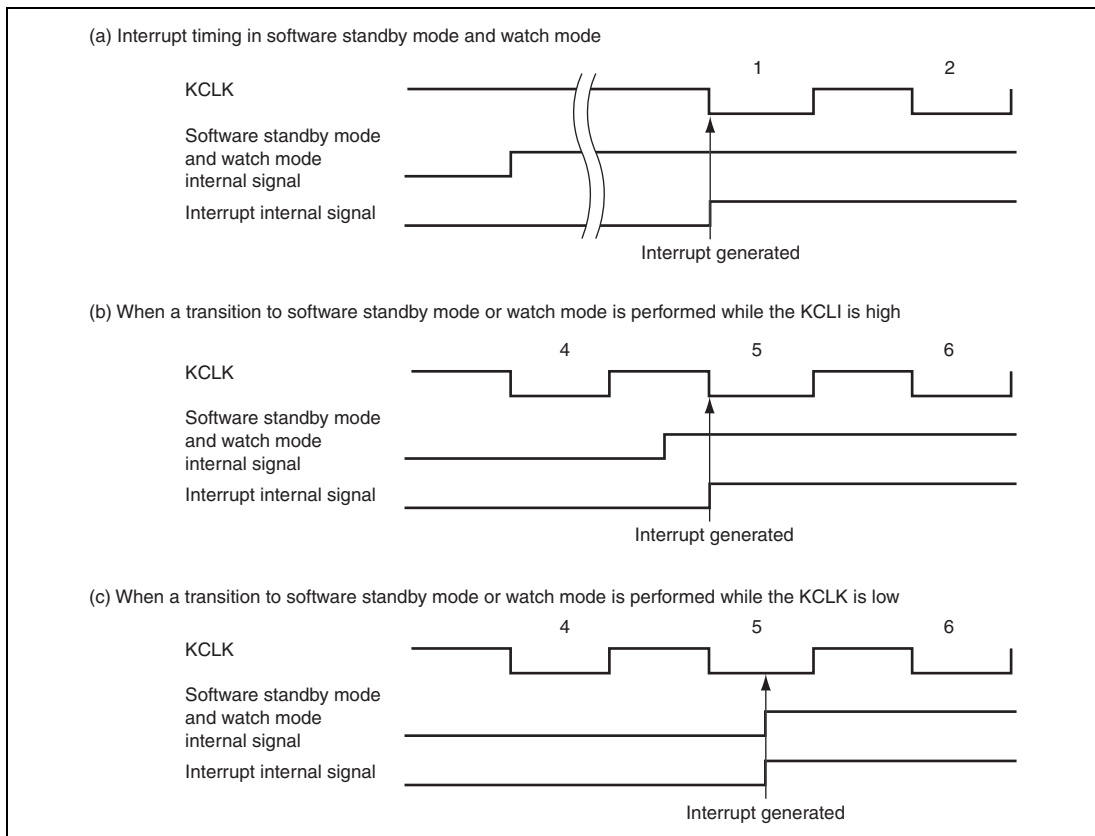 (a) Interrupt timing in software standby mode and watch mode
1 2
KCLK
Software standby mode
and watch mode
internal signal
Interrupt internal signal
Interrupt generated
(b) When a transition to software standby mode or watch mode is performed while the KCLI is high
4 5 6
KCLK
Software standby mode
and watch mode
internal signal
Interrupt internal signal
Interrupt generated
(c) When a transition to software standby mode or watch mode is performed while the KCLK is low
4 5 6
KCLK
Software standby mode
and watch mode
internal signal
Interrupt internal signal
Interrupt generated